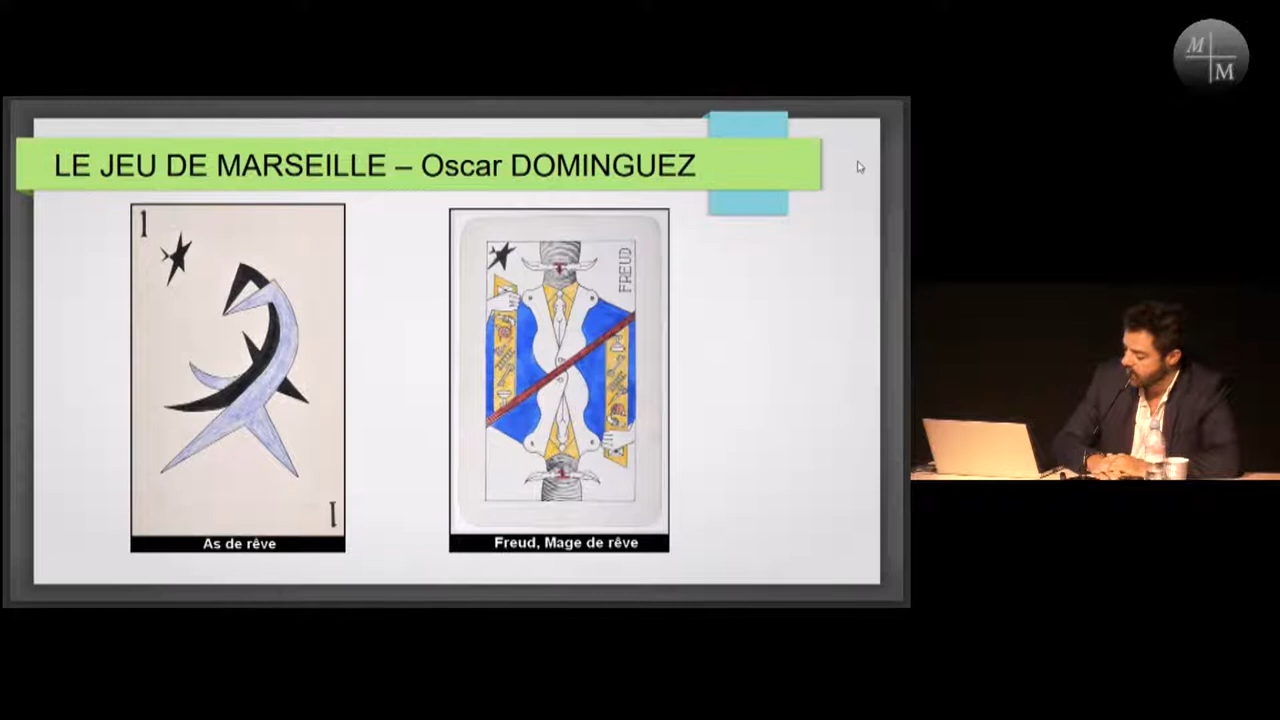 M
M
LE JEU DE MARSEILLE – Oscar DOMINGUEZ
1
FREUD
1
As de rêve
Freud, Mage de rêve